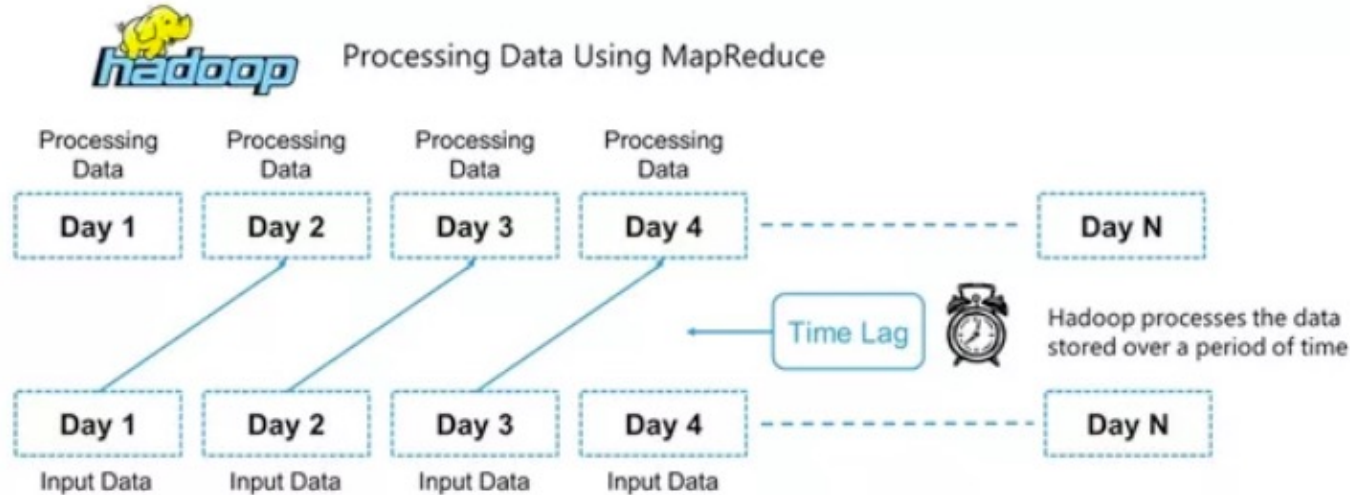 hadoop
Processing Data Using MapReduce
Processing
Data
Processing
Data
Processing
Data
Processing
Data
Day 1
Day 2
Day 3
Day 4
Day N
Time Lag
Hadoop processes the data
stored over a period of time
Day 1
Day 2
Day 3
Day 4
Day N
Input Data
Input Data
Input Data
Input Data